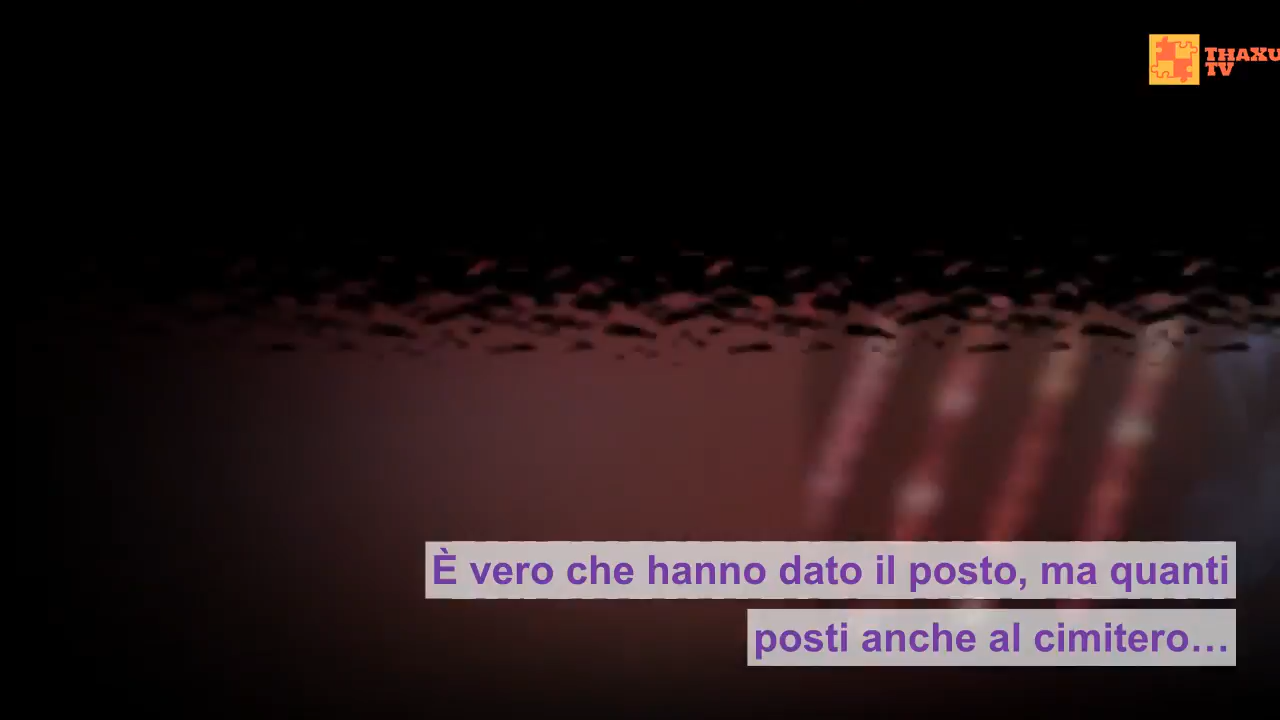 THAXU
TV
È vero che hanno dato il posto, ma quanti
posti anche al cimitero...